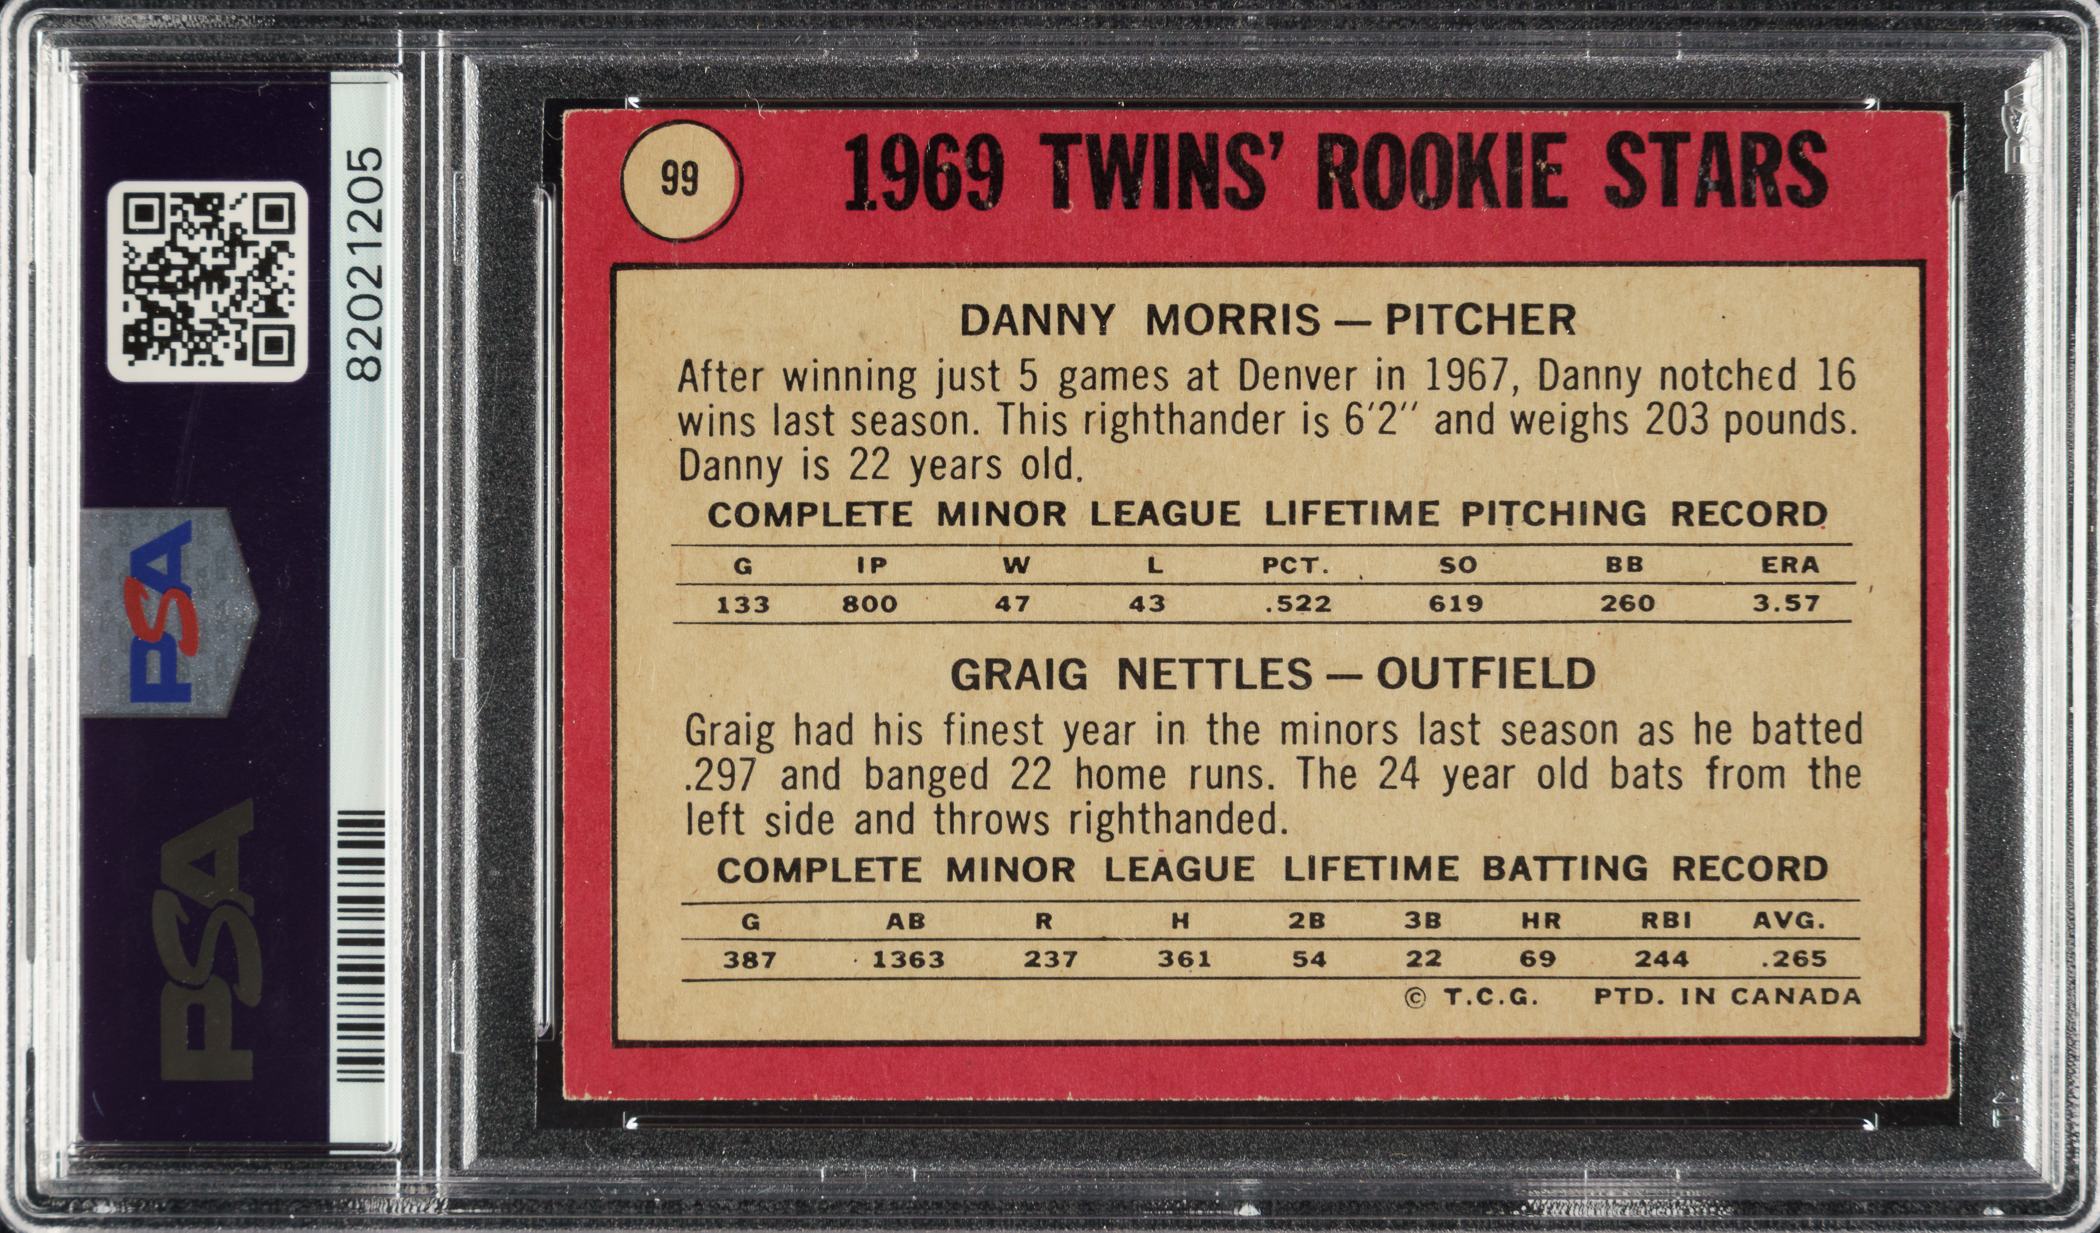 82021205
PSA
PSA
99
1969 TWINS' ROOKIE STARS
DANNY MORRIS — PITCHER
After winning just 5 games at Denver in 1967, Danny notched 16
wins last season. This righthander is 6'2'' and weighs 203 pounds.
Danny is 22 years old.
COMPLETE MINOR LEAGUE LIFETIME PITCHING RECORD
G IP W L PCT. SO BB ERA
133 800 47 43 .522 619 260 3.57
GRAIG NETTLES — OUTFIELD
Graig had his finest year in the minors last season as he batted
.297 and banged 22 home runs. The 24 year old bats from the
left side and throws righthanded.
COMPLETE MINOR LEAGUE LIFETIME BATTING RECORD
G AB R H 2B 3B HR RBI AVG.
387 1363 237 361 54 22 69 244 .265
© T.C.G. PTD. IN CANADA
PSA